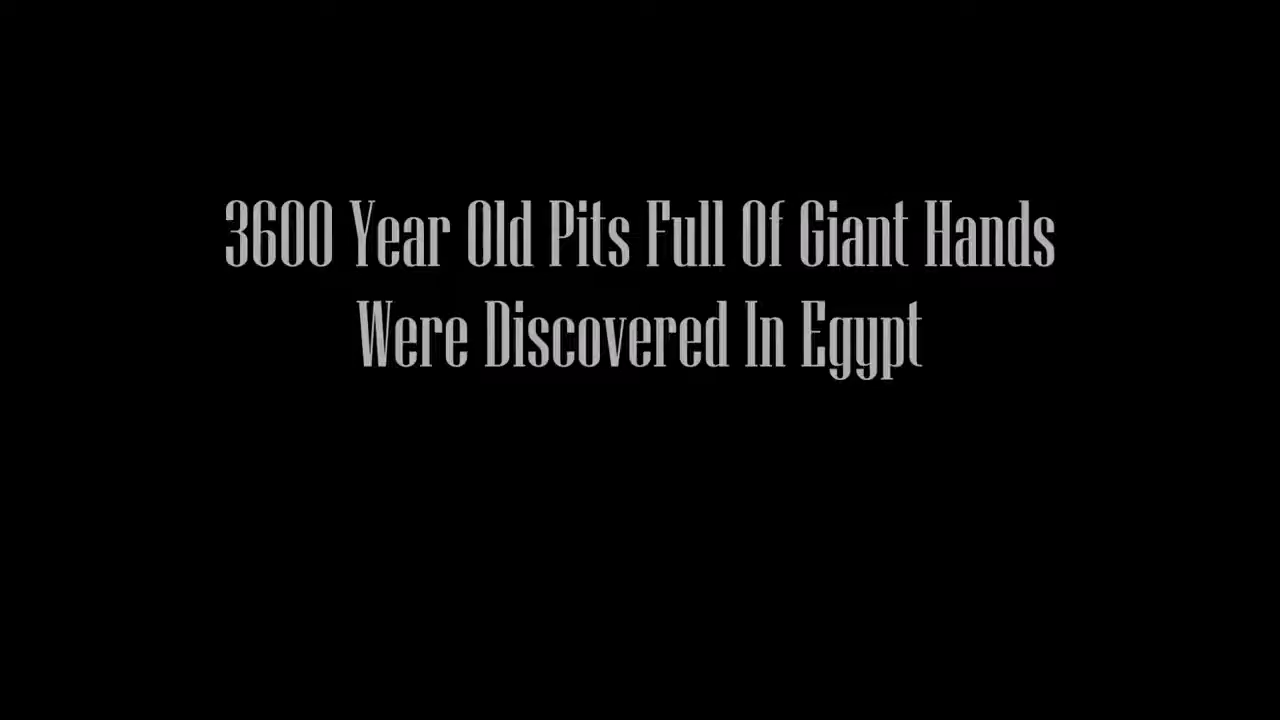 3600 Year Old Pits Full Of Giant Hands
Were Discovered In Egypt